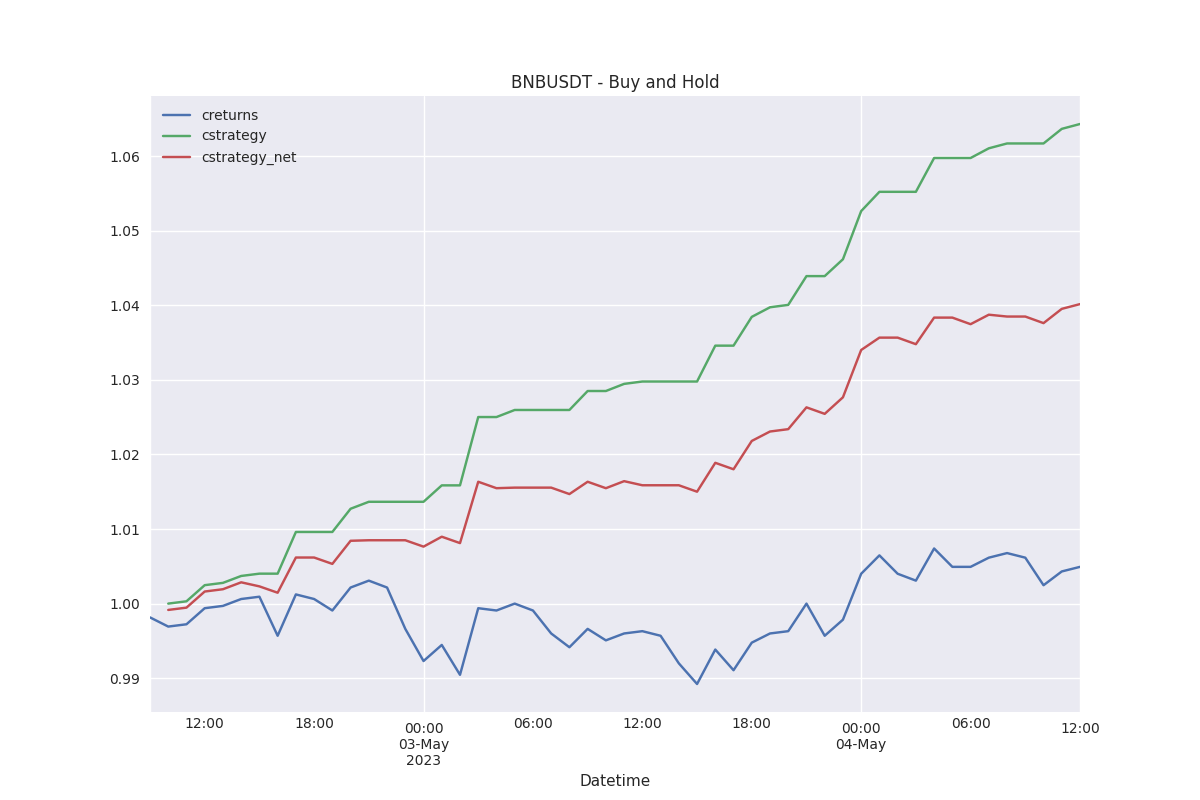 BNBUSDT - Buy and Hold
creturns
cstrategy
cstrategy_net
1.06
1.05
1.04
1.03
1.02
1.01
1.00
0.99
12:00
18:00
00:00
03-May
2023
06:00
12:00
18:00
00:00
04-May
06:00
12:00
Datetime